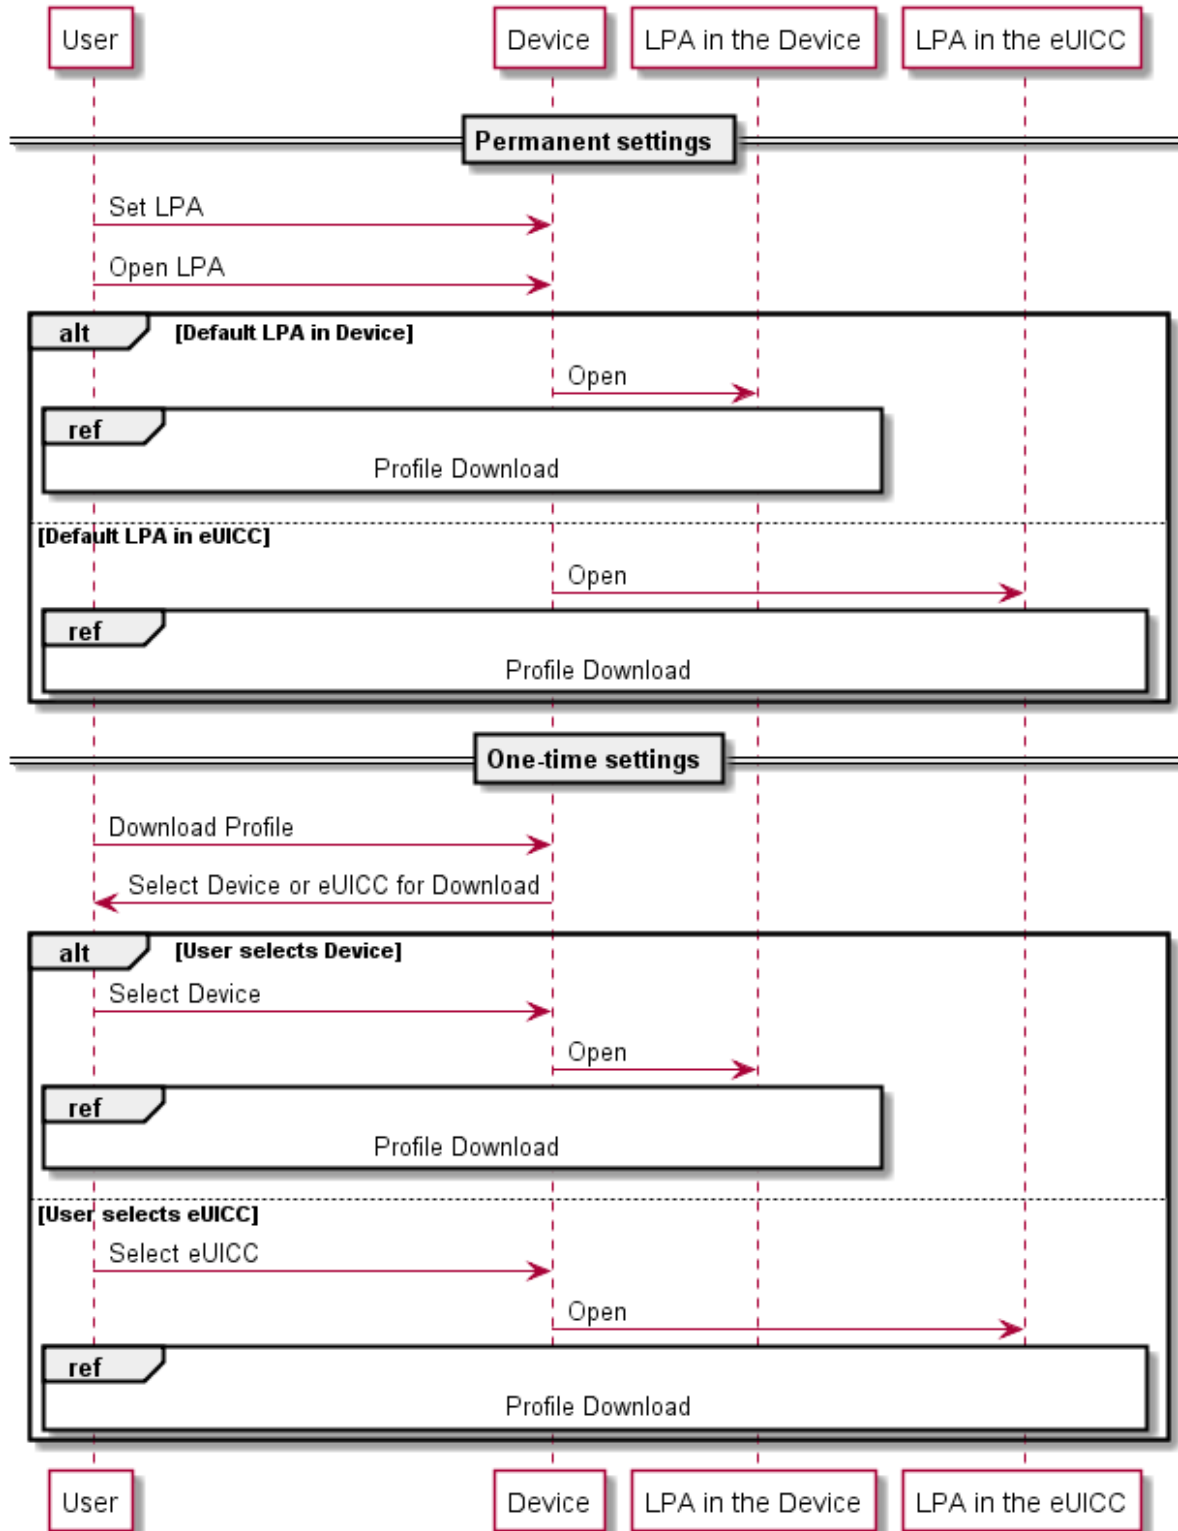 User
Device
LPA in the Device
LPA in the eUICC
Permanent settings
Set LPA
Open LPA
alt
[Default LPA in Device]
Open
ref
Profile Download
[Default LPA in eUICC]
Open
ref
Profile Download
One-time settings
Download Profile
Select Device or eUICC for Download
alt
[User selects Device]
Select Device
Open
ref
Profile Download
[User selects eUICC]
Select eUICC
Open
ref
Profile Download
User
Device
LPA in the Device
LPA in the eUICC